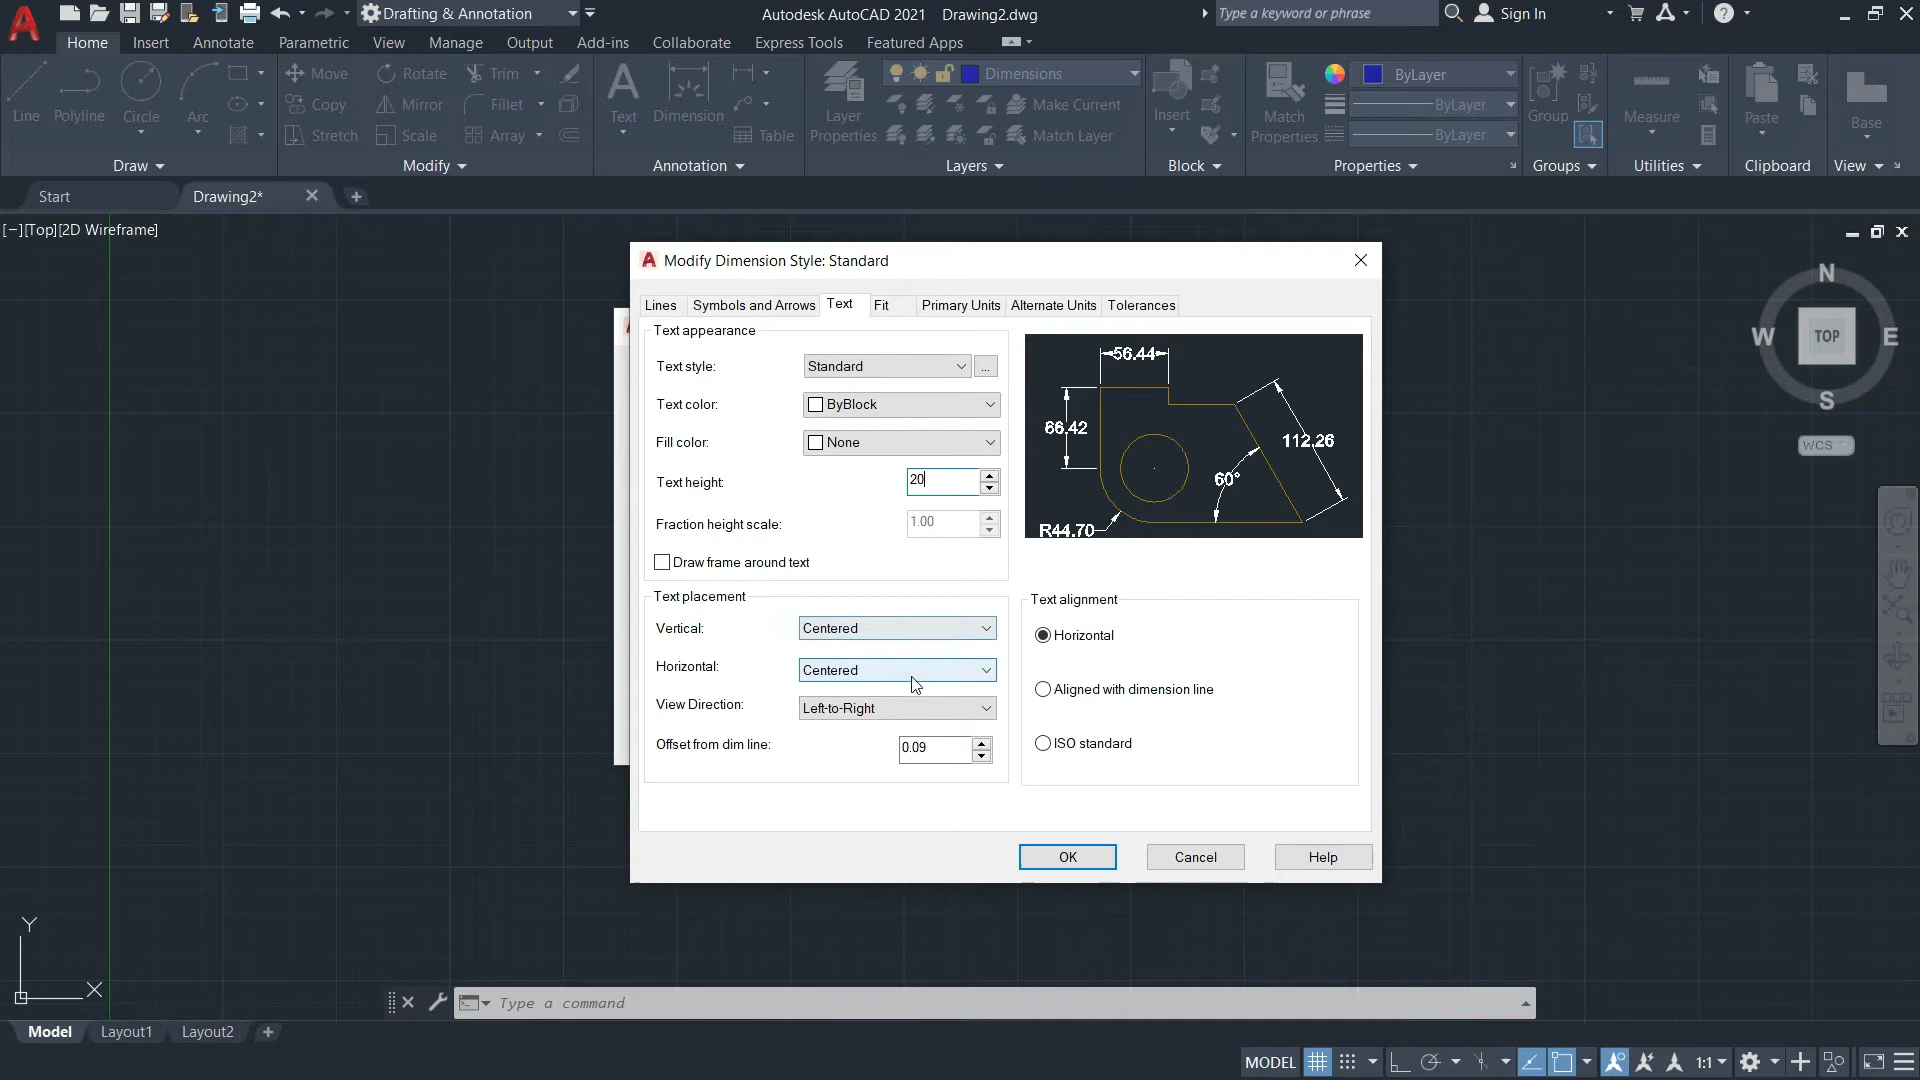 Drafting & Annotation
Autodesk AutoCAD 2021 Drawing2.dwg
Type a keyword or phrase
Sign In
Home Insert Annotate Parametric View Manage Output Add-ins Collaborate Express Tools Featured Apps
Line Polyline Circle Arc
Move Rotate Trim
Copy Mirror Fillet
Stretch Scale Array
Text Dimension Table
Layer Properties
Dimensions
Make Current
Match Layer
Insert
Match Properties
ByLayer
ByLayer
ByLayer
Group
Measure
Paste
Base
Draw Modify Annotation Layers Block Properties Groups Utilities Clipboard View
Start Drawing2*
[−][Top][2D Wireframe]
N
W TOP E
S
WCS
A Modify Dimension Style: Standard
Lines Symbols and Arrows Text Fit Primary Units Alternate Units Tolerances
Text appearance
Text style: Standard ...
Text color: ByBlock
Fill color: None
Text height: 20
Fraction height scale: 1.00
Draw frame around text
56.44
66.42
112.26
60°
R44.70
Text placement
Vertical: Centered
Horizontal: Centered
View Direction: Left-to-Right
Offset from dim line: 0.09
Text alignment
Horizontal
Aligned with dimension line
ISO standard
OK Cancel Help
Y
X
Type a command
Model Layout1 Layout2
MODEL 1:1